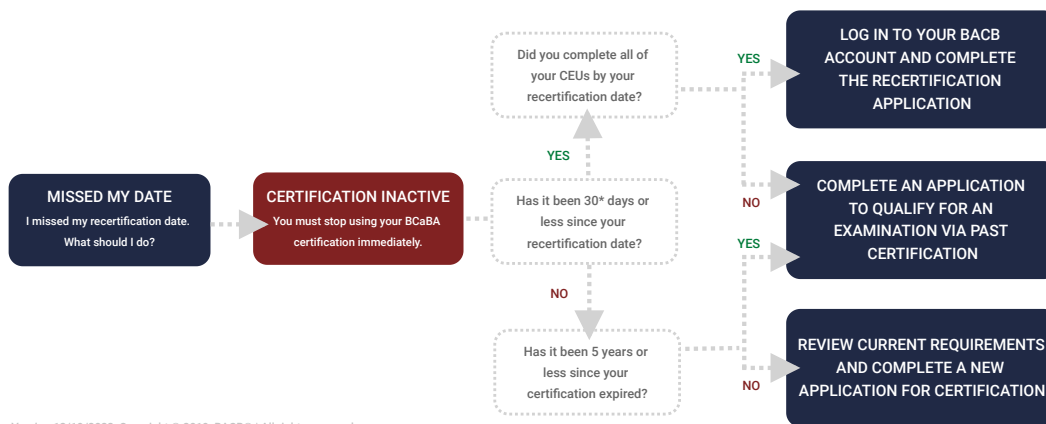 MISSED MY DATE
I missed my recertification date.
What should I do?
CERTIFICATION INACTIVE
You must stop using your BCaBA
certification immediately.
Has it been 30* days or
less since your
recertification date?
YES
Did you complete all of
your CEUs by your
recertification date?
YES
LOG IN TO YOUR BACB
ACCOUNT AND COMPLETE
THE RECERTIFICATION
APPLICATION
NO
COMPLETE AN APPLICATION
TO QUALIFY FOR AN
EXAMINATION VIA PAST
CERTIFICATION
NO
Has it been 5 years or
less since your
certification expired?
YES
NO
REVIEW CURRENT REQUIREMENTS
AND COMPLETE A NEW
APPLICATION FOR CERTIFICATION